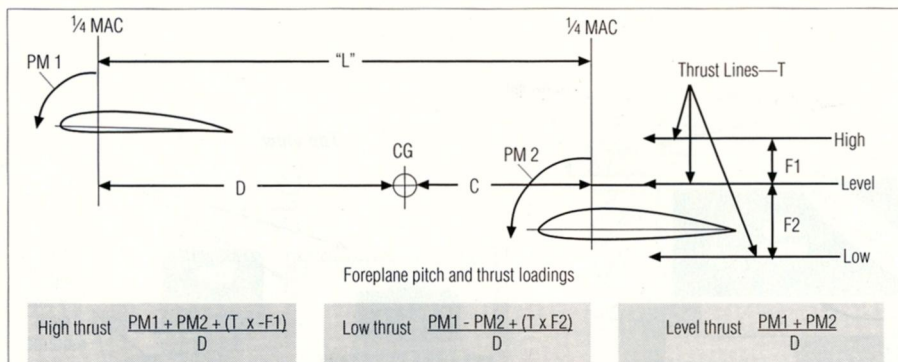 ¼ MAC
¼ MAC
PM 1
"L"
Thrust Lines—T
High
CG
PM 2
F1
D
C
Level
F2
Low
Foreplane pitch and thrust loadings
High thrust PM1 + PM2 + (T x -F1)
D
Low thrust PM1 - PM2 + (T x F2)
D
Level thrust PM1 + PM2
D